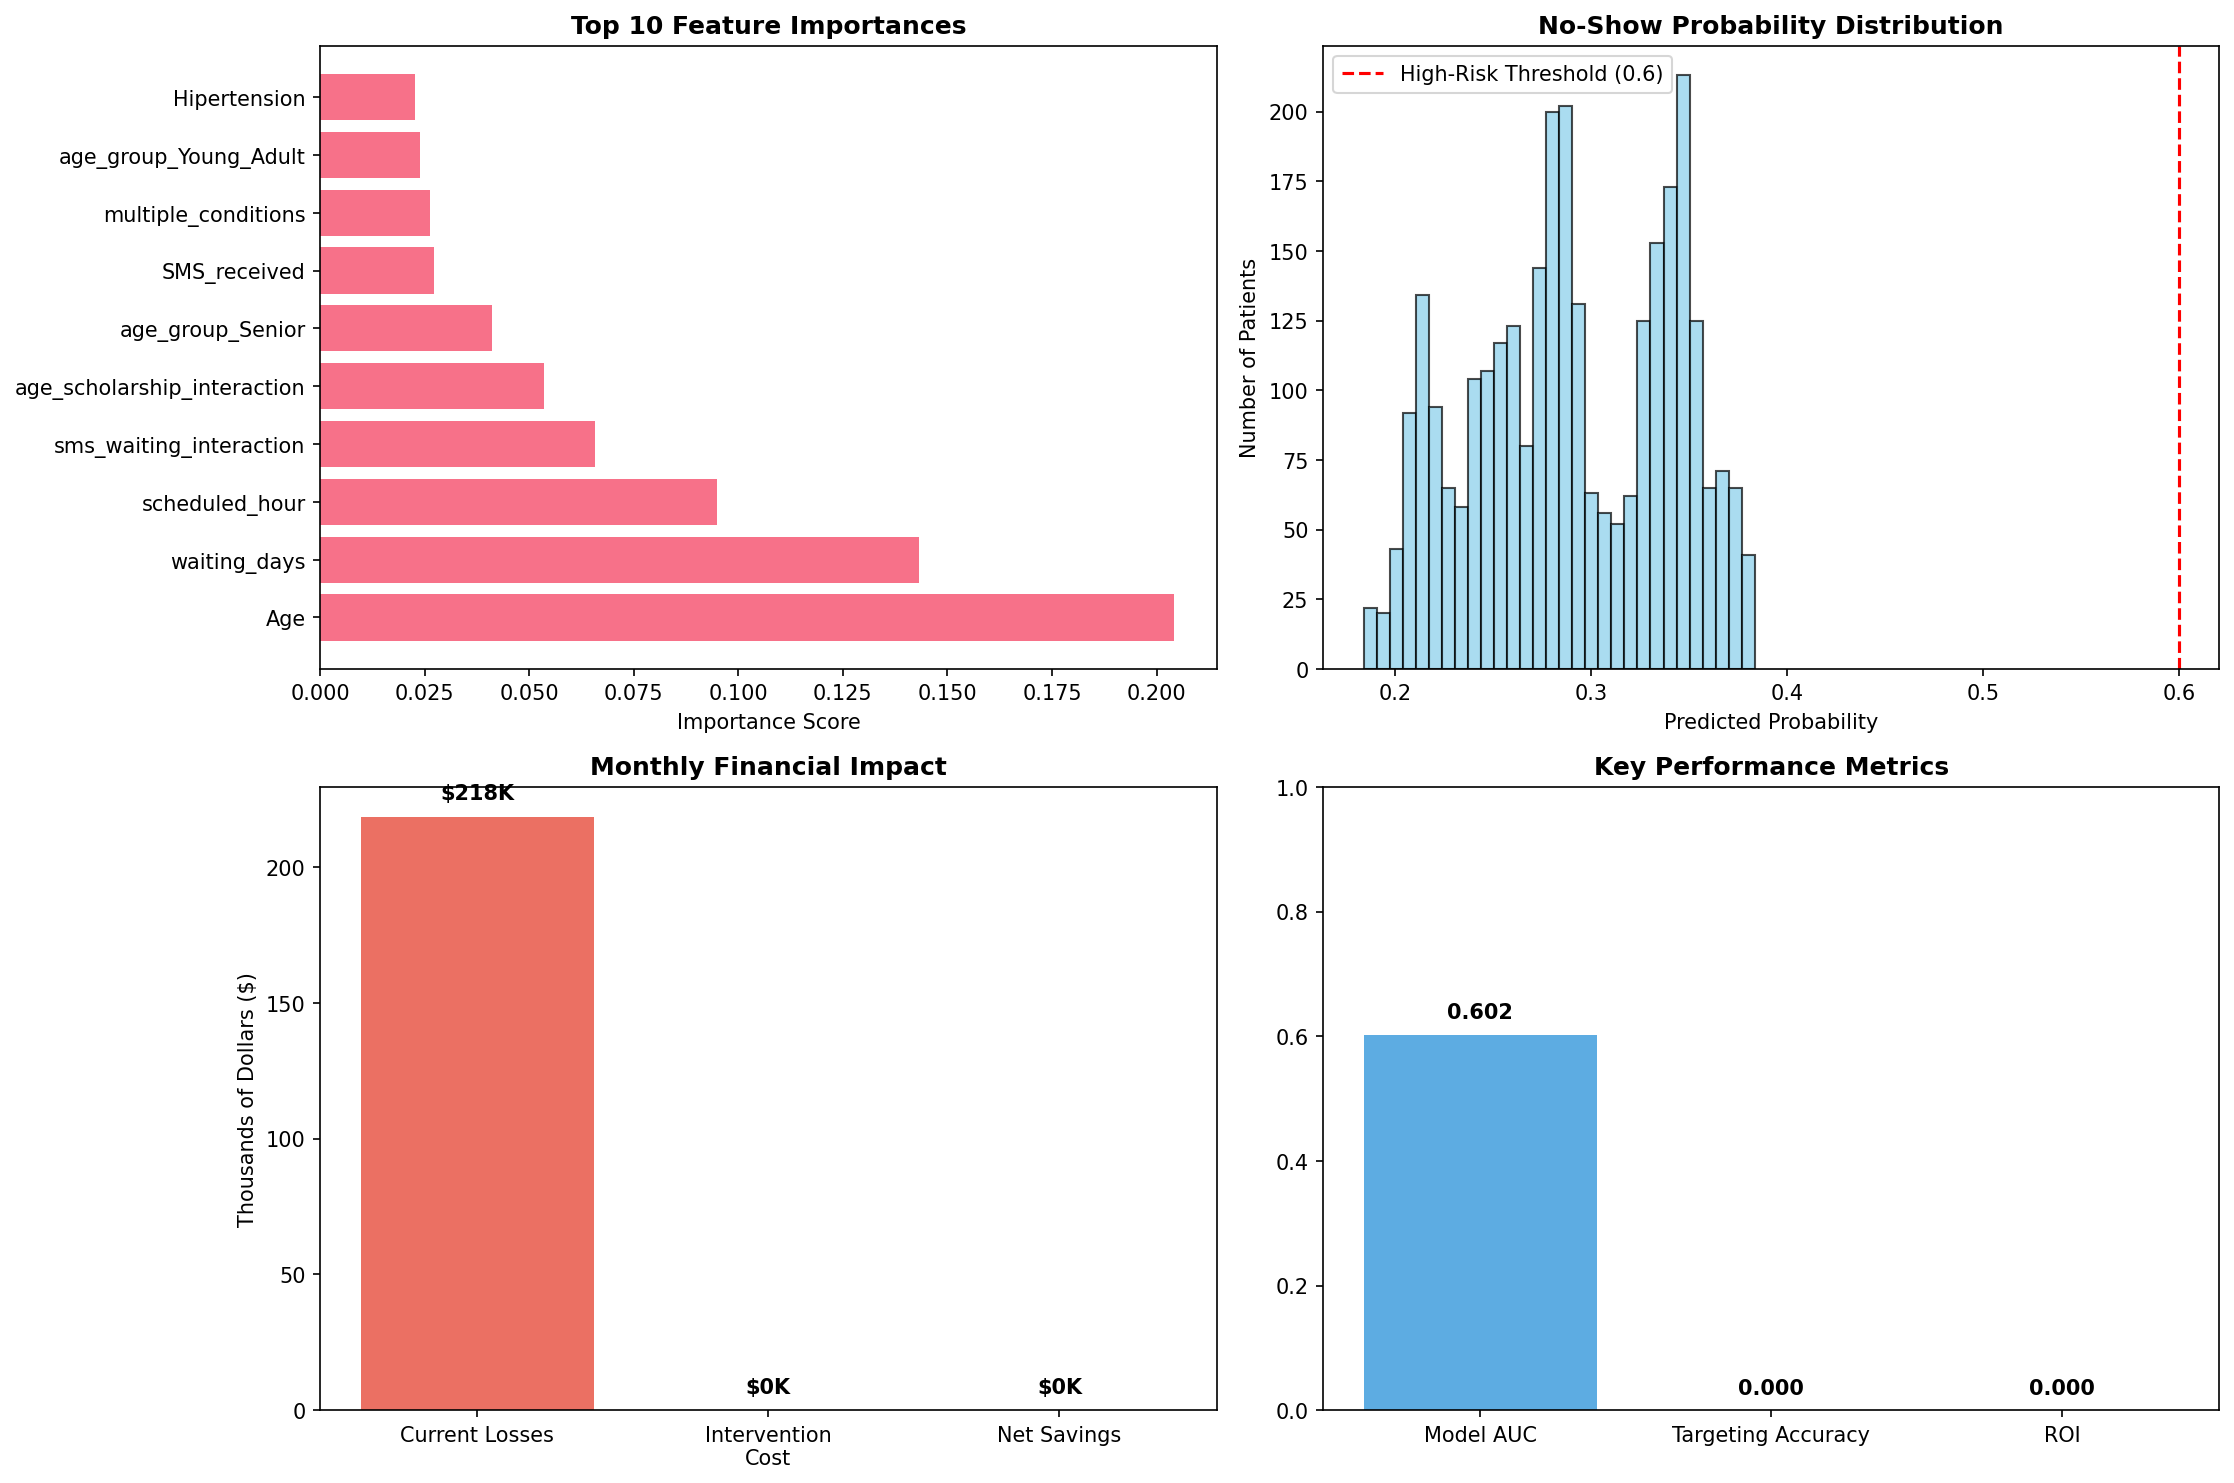 Top 10 Feature Importances
Hipertension
age_group_Young_Adult
multiple_conditions
SMS_received
age_group_Senior
age_scholarship_interaction
sms_waiting_interaction
scheduled_hour
waiting_days
Age
0.000 0.025 0.050 0.075 0.100 0.125 0.150 0.175 0.200
Importance Score
No-Show Probability Distribution
High-Risk Threshold (0.6)
Number of Patients
200
175
150
125
100
75
50
25
0
0.2 0.3 0.4 0.5 0.6
Predicted Probability
Monthly Financial Impact
$218K
Thousands of Dollars ($)
200
150
100
50
0
$0K
$0K
Current Losses
Intervention
Cost
Net Savings
Key Performance Metrics
1.0
0.8
0.6
0.4
0.2
0.0
0.602
0.000
0.000
Model AUC
Targeting Accuracy
ROI